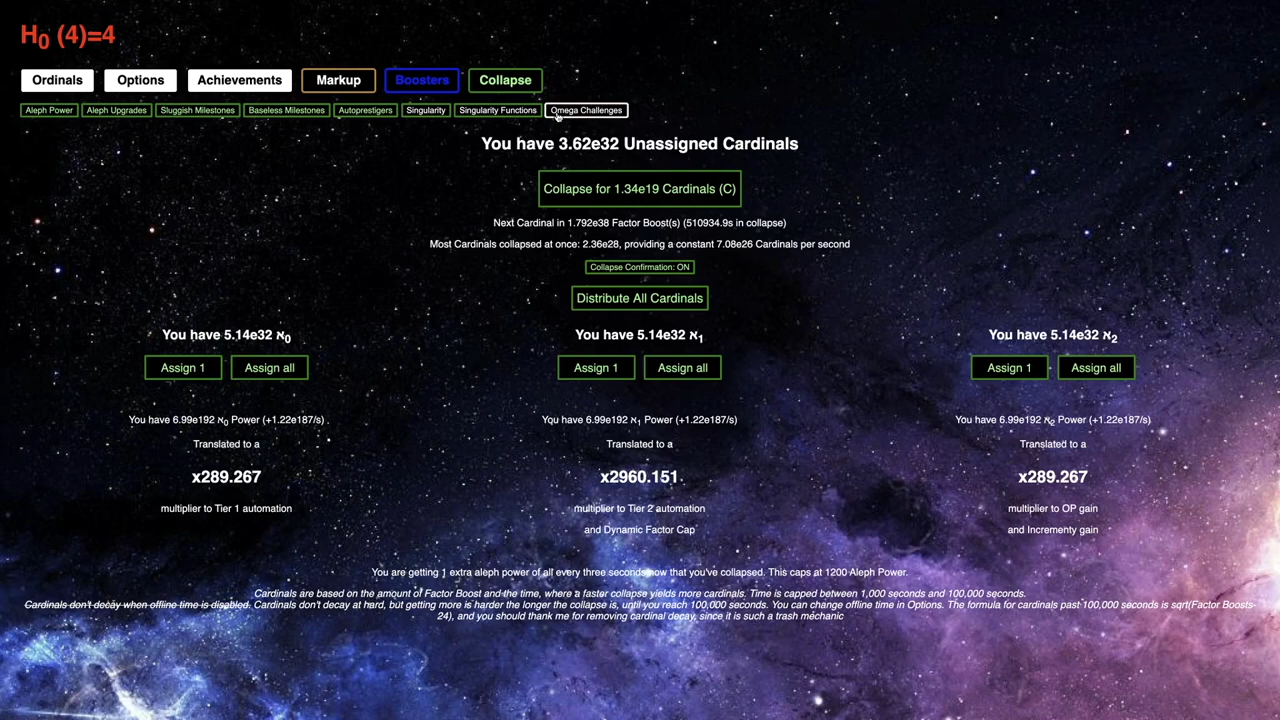 H₀ (4)=4
Ordinals Options Achievements Markup Boosters Collapse
Aleph Power Aleph Upgrades Sluggish Milestones Baseless Milestones Autoprestigers Singularity Singularity Functions Omega Challenges
You have 3.62e32 Unassigned Cardinals
Collapse for 1.34e19 Cardinals (C)
Next Cardinal in 1.792e38 Factor Boost(s) (510934.9s in collapse)
Most Cardinals collapsed at once: 2.36e28, providing a constant 7.08e26 Cardinals per second
Collapse Confirmation: ON
Distribute All Cardinals
You have 5.14e32 ℵ₀ You have 5.14e32 ℵ₁ You have 5.14e32 ℵ₂
Assign 1 Assign all Assign 1 Assign all Assign 1 Assign all
You have 6.99e192 ℵ₀ Power (+1.22e187/s) You have 6.99e192 ℵ₁ Power (+1.22e187/s) You have 6.99e192 ℵ₂ Power (+1.22e187/s)
Translated to a Translated to a Translated to a
x289.267 x2960.151 x289.267
multiplier to Tier 1 automation multiplier to Tier 2 automation multiplier to OP gain
and Dynamic Factor Cap and Incrementy gain
You are getting 1 extra aleph power of all every three seconds now that you've collapsed. This caps at 1200 Aleph Power.
Cardinals are based on the amount of Factor Boost and the time, where a faster collapse yields more cardinals. Time is capped between 1,000 seconds and 100,000 seconds.
Cardinals don't decay when offline time is disabled. Cardinals don't decay at hard, but getting more is harder the longer the collapse is, until you reach 100,000 seconds. You can change offline time in Options. The formula for cardinals past 100,000 seconds is sqrt(Factor Boosts-
24), and you should thank me for removing cardinal decay, since it is such a trash mechanic